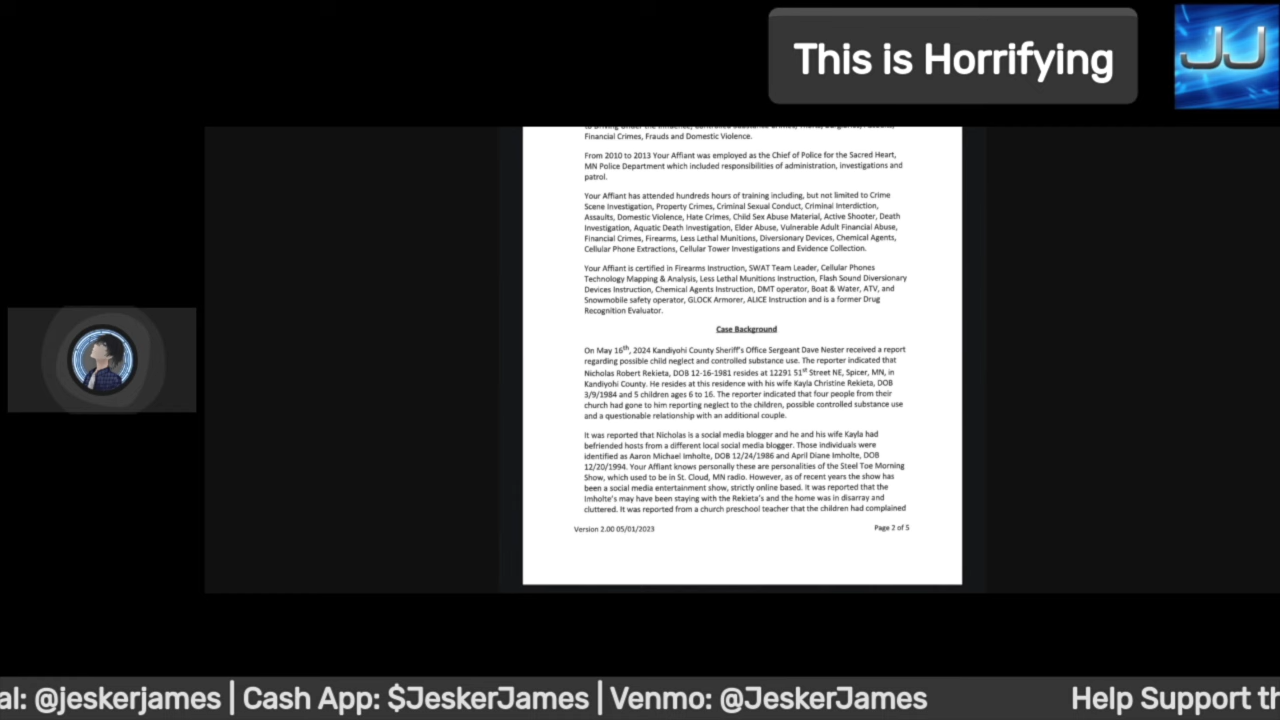 This is Horrifying
JJ
Financial Crimes, Frauds and Domestic Violence.
From 2010 to 2013 Your Affiant was employed as the Chief of Police for the Sacred Heart,
MN Police Department which included responsibilities of administration, investigations and
patrol.
Your Affiant has attended hundreds hours of training including, but not limited to Crime
Scene Investigation, Property Crimes, Criminal Sexual Conduct, Criminal Interdiction,
Assaults, Domestic Violence, Hate Crimes, Child Sex Abuse Material, Active Shooter, Death
Investigation, Aquatic Death Investigation, Elder Abuse, Vulnerable Adult Financial Abuse,
Financial Crimes, Firearms, Less Lethal Munitions, Diversionary Devices, Chemical Agents,
Cellular Phone Extractions, Cellular Tower Investigations and Evidence Collection.
Your Affiant is certified in Firearms Instruction, SWAT Team Leader, Cellular Phones
Technology Mapping & Analysis, Less Lethal Munitions Instruction, Flash Sound Diversionary
Devices Instruction, Chemical Agents Instruction, DMT operator, Boat & Water, ATV, and
Snowmobile safety operator, GLOCK Armorer, ALICE Instruction and is a former Drug
Recognition Evaluator.
Case Background
On May 16th, 2024 Kandiyohi County Sheriff's Office Sergeant Dave Nester received a report
regarding possible child neglect and controlled substance use. The reporter indicated that
Nicholas Robert Rekieta, DOB 12-16-1981 resides at 12291 51st Street NE, Spicer, MN, in
Kandiyohi County. He resides at this residence with his wife Kayla Christine Rekieta, DOB
3/9/1984 and 5 children ages 6 to 16. The reporter indicated that four people from their
church had gone to him reporting neglect to the children, possible controlled substance use
and a questionable relationship with an additional couple.
It was reported that Nicholas is a social media blogger and he and his wife Kayla had
befriended hosts from a different local social media blogger. Those individuals were
identified as Aaron Michael Imholte, DOB 12/24/1986 and April Diane Imholte, DOB
12/20/1994. Your Affiant knows personally these are personalities of the Steel Toe Morning
Show, which used to be in St. Cloud, MN radio. However, as of recent years the show has
been a social media entertainment show, strictly online based. It was reported that the
Imholte's may have been staying with the Rekieta's and the home was in disarray and
cluttered. It was reported from a church preschool teacher that the children had complained
Version 2.00 05/01/2023
Page 2 of 5
al: @jeskerjames | Cash App: $JeskerJames | Venmo: @JeskerJames
Help Support th